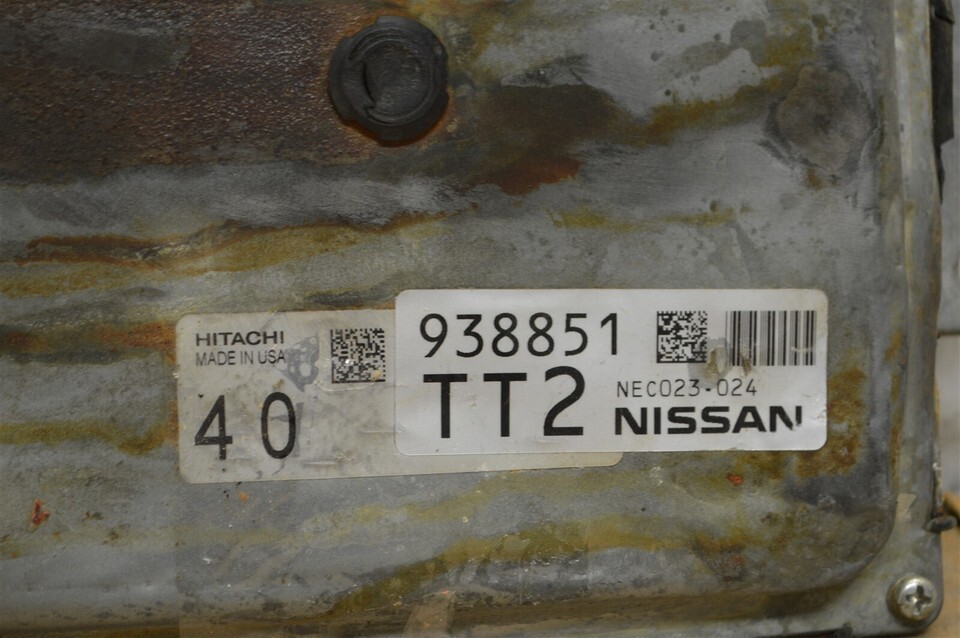 HITACHI
MADE IN USA
40
938851
TT2
NEC023-024
NISSAN